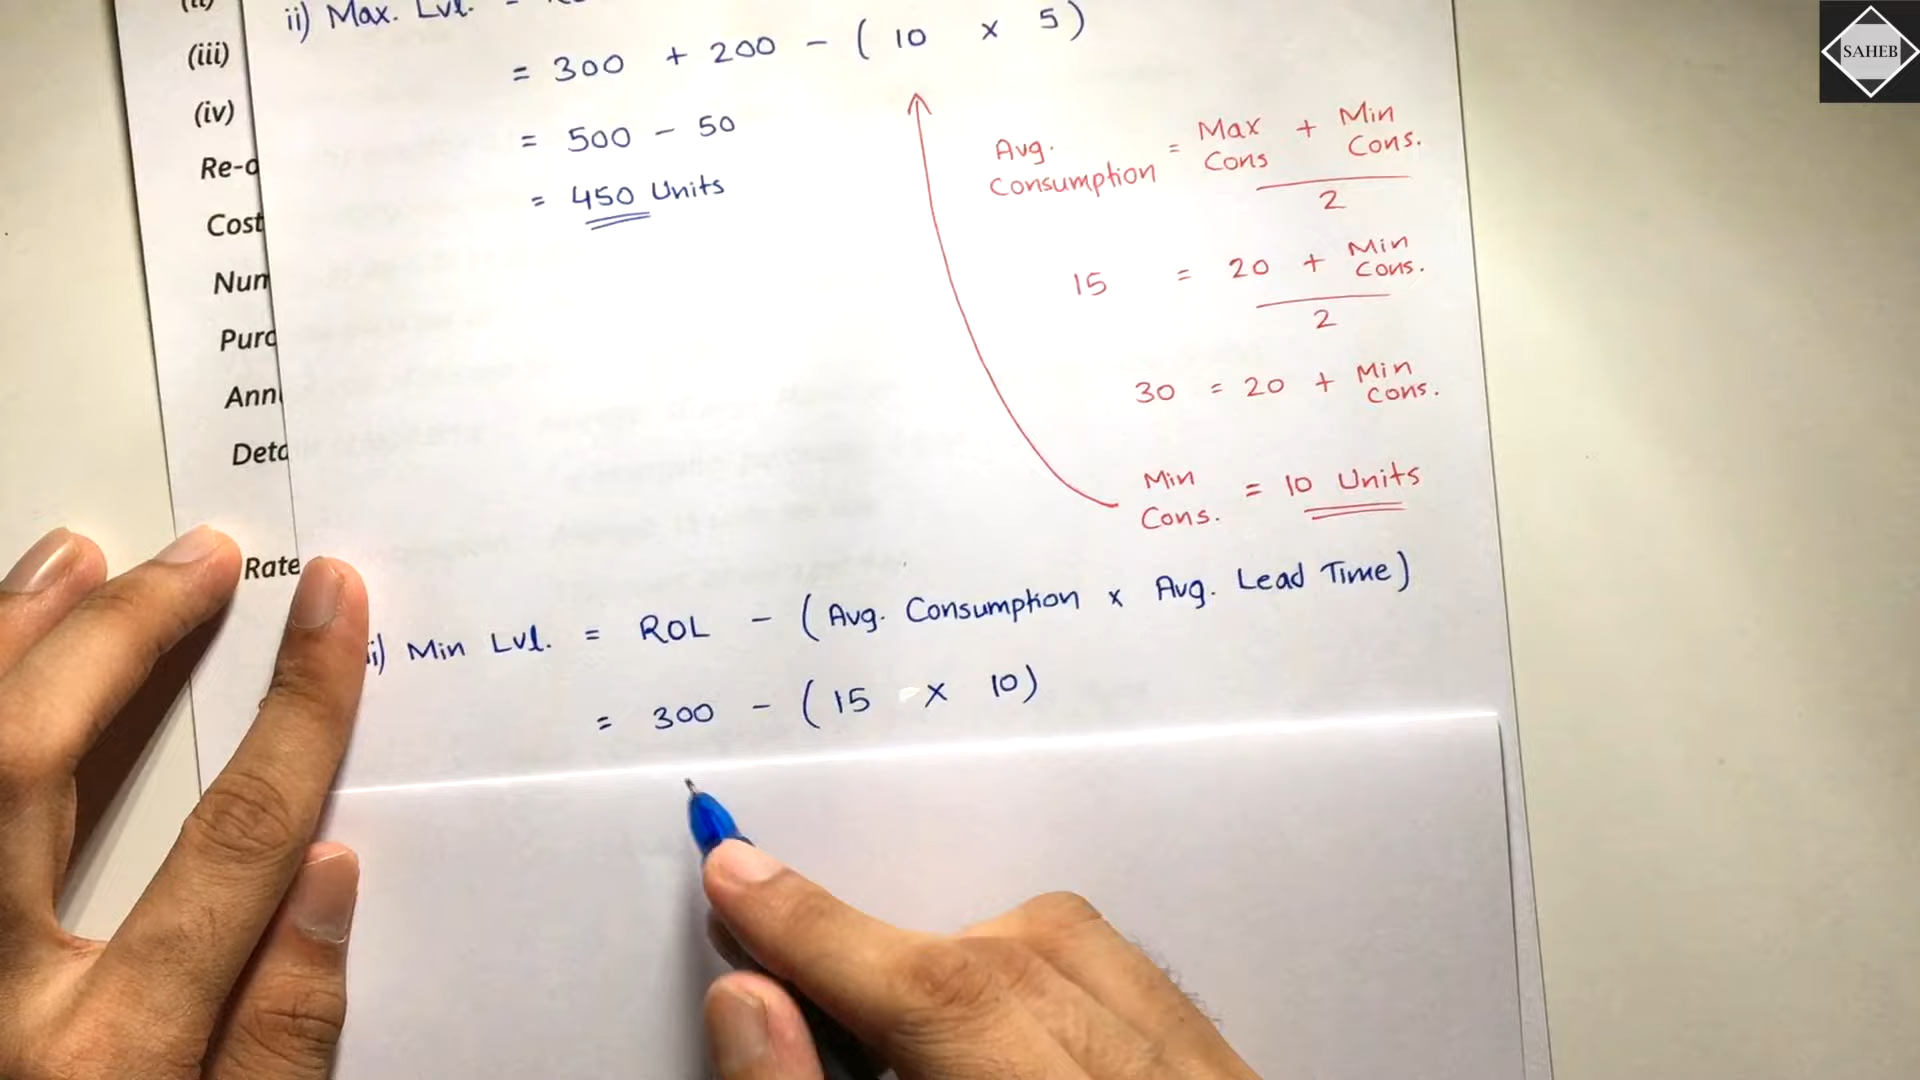 (iii)
(iv)
Re-o
Cost
Num
Purc
Ann
Deta
Rate
ii) Max. Lvl. =
= 300 + 200 - ( 10 x 5 )
= 500 - 50
= 450 Units
Avg. Consumption = Max Cons + Min Cons.
2
15 = 20 + Min Cons.
2
30 = 20 + Min Cons.
Min Cons. = 10 Units
i) Min Lvl. = ROL - ( Avg. Consumption x Avg. Lead Time )
= 300 - ( 15 x 10 )
SAHEB